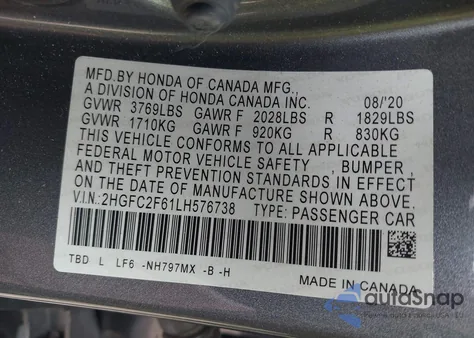 MFD.BY HONDA OF CANADA MFG.,
A DIVISION OF HONDA CANADA INC. 08/'20
GVWR 3769LBS GAWR F 2028LBS R 1829LBS
GVWR 1710KG GAWR F 920KG R 830KG
THIS VEHICLE CONFORMS TO ALL APPLICABLE
FEDERAL MOTOR VEHICLE SAFETY , BUMPER ,
AND THEFT PREVENTION STANDARDS IN EFFECT
ON THE DATE OF MANUFACTURE SHOWN ABOVE.
V.I.N.:2HGFC2F61LH576738 TYPE: PASSENGER CAR
TBD L LF6 -NH797MX -B -H
MADE IN CANADA
autoSnap